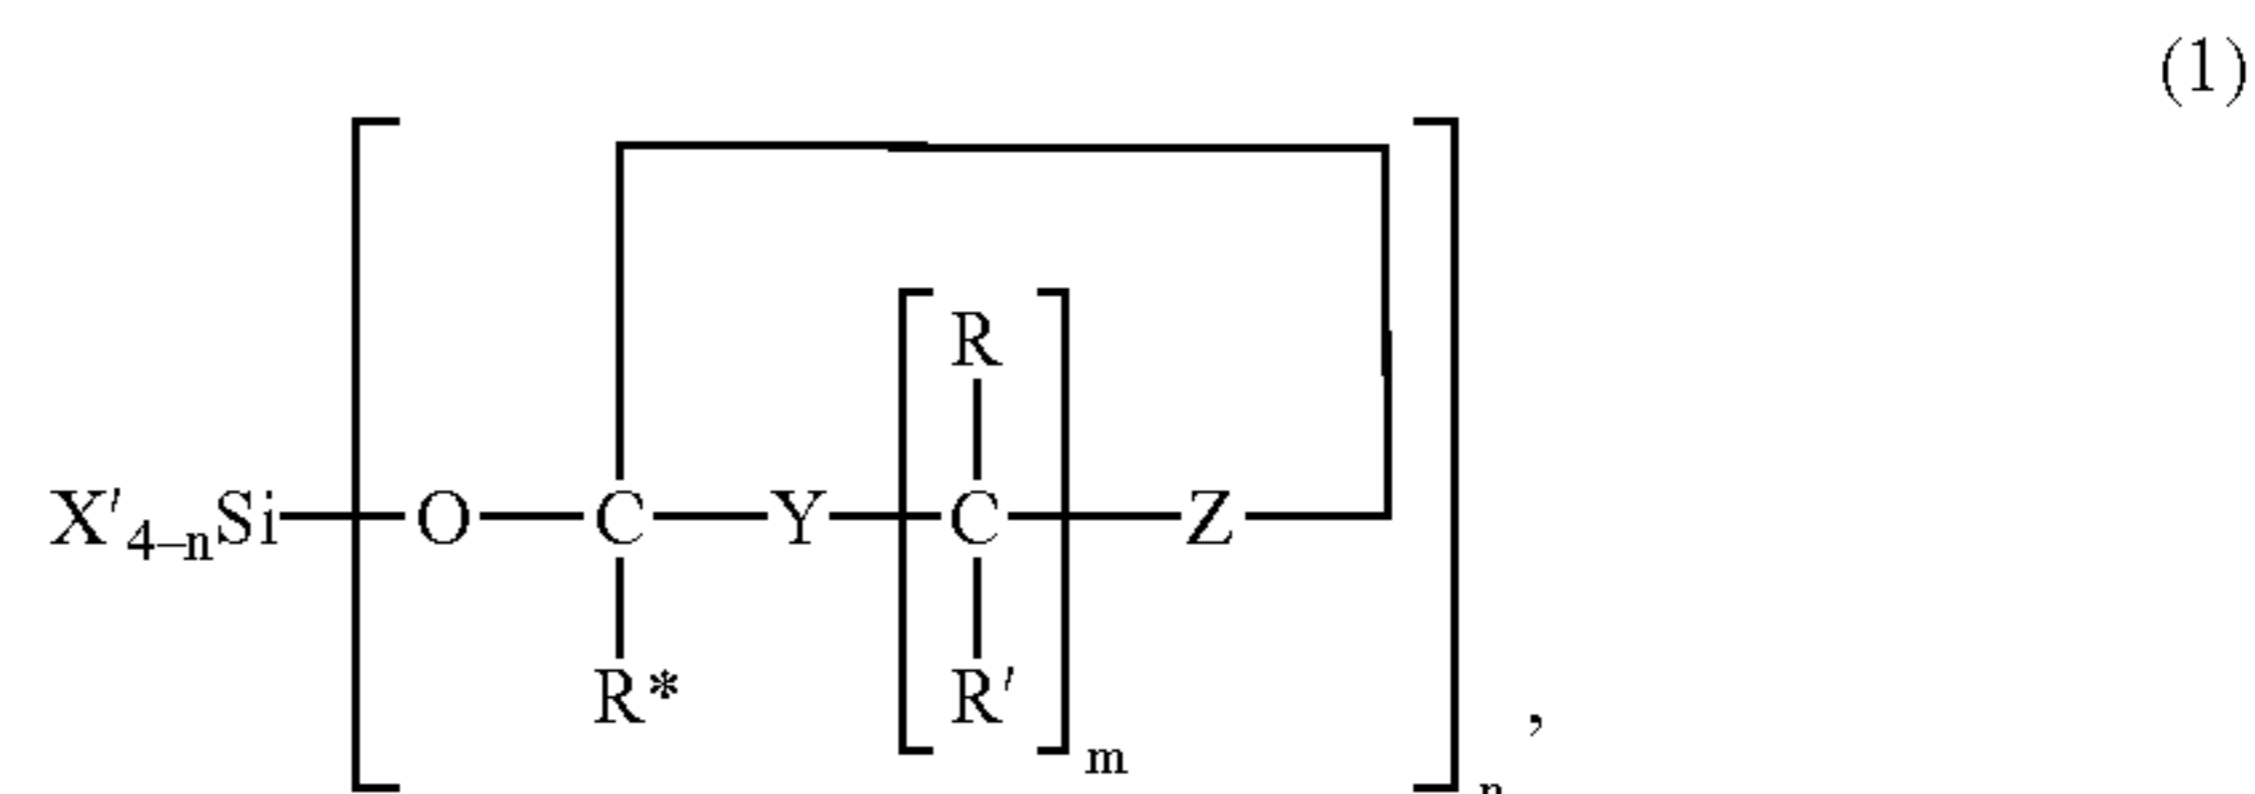 (1)
R
X'4–nSi—O—C—Y—C—Z
R* R'
,
m
n